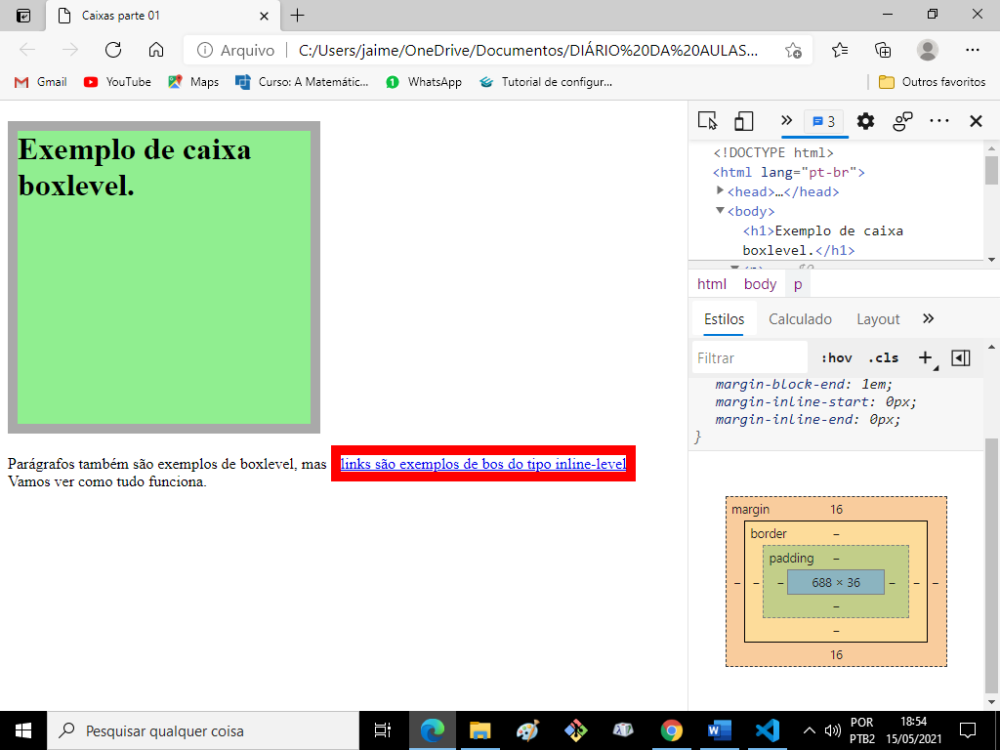 Caixas parte 01
Arquivo
C:/Users/jaime/OneDrive/Documentos/DIÁRIO%20DA%20AULAS...
Gmail
YouTube
Maps
Curso: A Matemátic...
WhatsApp
Tutorial de configur...
Outros favoritos
Exemplo de caixa
boxlevel.
Parágrafos também são exemplos de boxlevel, mas links são exemplos de bos do tipo inline-level
Vamos ver como tudo funciona.
3
<!DOCTYPE html>
<html lang="pt-br">
<head>…</head>
<body>
<h1>Exemplo de caixa
boxlevel.</h1>
html body p
Estilos Calculado Layout
Filtrar :hov .cls
margin-block-end: 1em;
margin-inline-start: 0px;
margin-inline-end: 0px;
}
margin 16
border –
padding –
– – – 688 × 36 – – –
–
–
16
Pesquisar qualquer coisa
POR
PTB2
18:54
15/05/2021